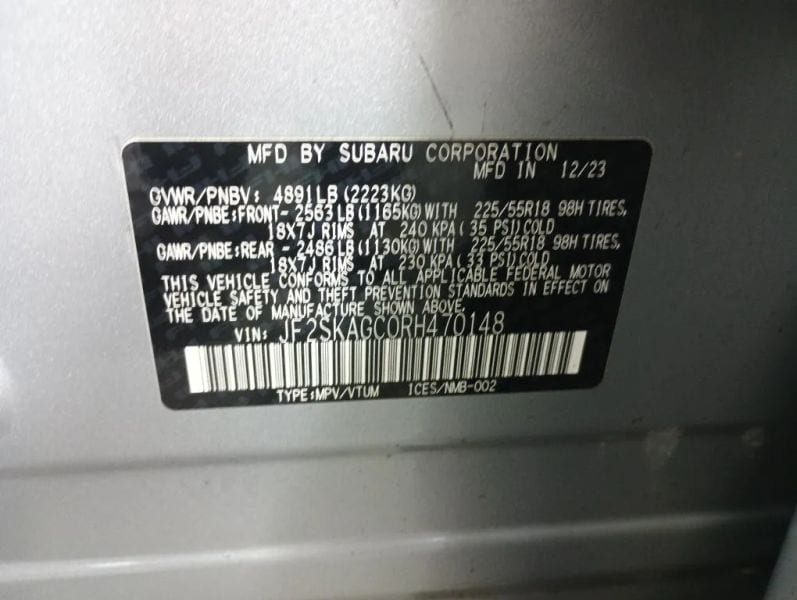 MFD BY SUBARU CORPORATION
MFD IN 12/23
GVWR/PNBV: 4891LB(2223KG)
GAWR/PNBE:FRONT- 2563LB(1165KG)WITH 225/55R18 98H TIRES,
18X7J RIMS AT 240 KPA( 35 PSI)COLD
GAWR/PNBE:REAR - 2486LB(1130KG)WITH 225/55R18 98H TIRES,
18X7J RIMS AT 230 KPA( 33 PSI)COLD
THIS VEHICLE CONFORMS TO ALL APPLICABLE FEDERAL MOTOR
VEHICLE SAFETY AND THEFT PREVENTION STANDARDS IN EFFECT ON
THE DATE OF MANUFACTURE SHOWN ABOVE.
VIN: JF2SKAGC0RH470148
TYPE:MPV/VTUM ICES/NMB-002